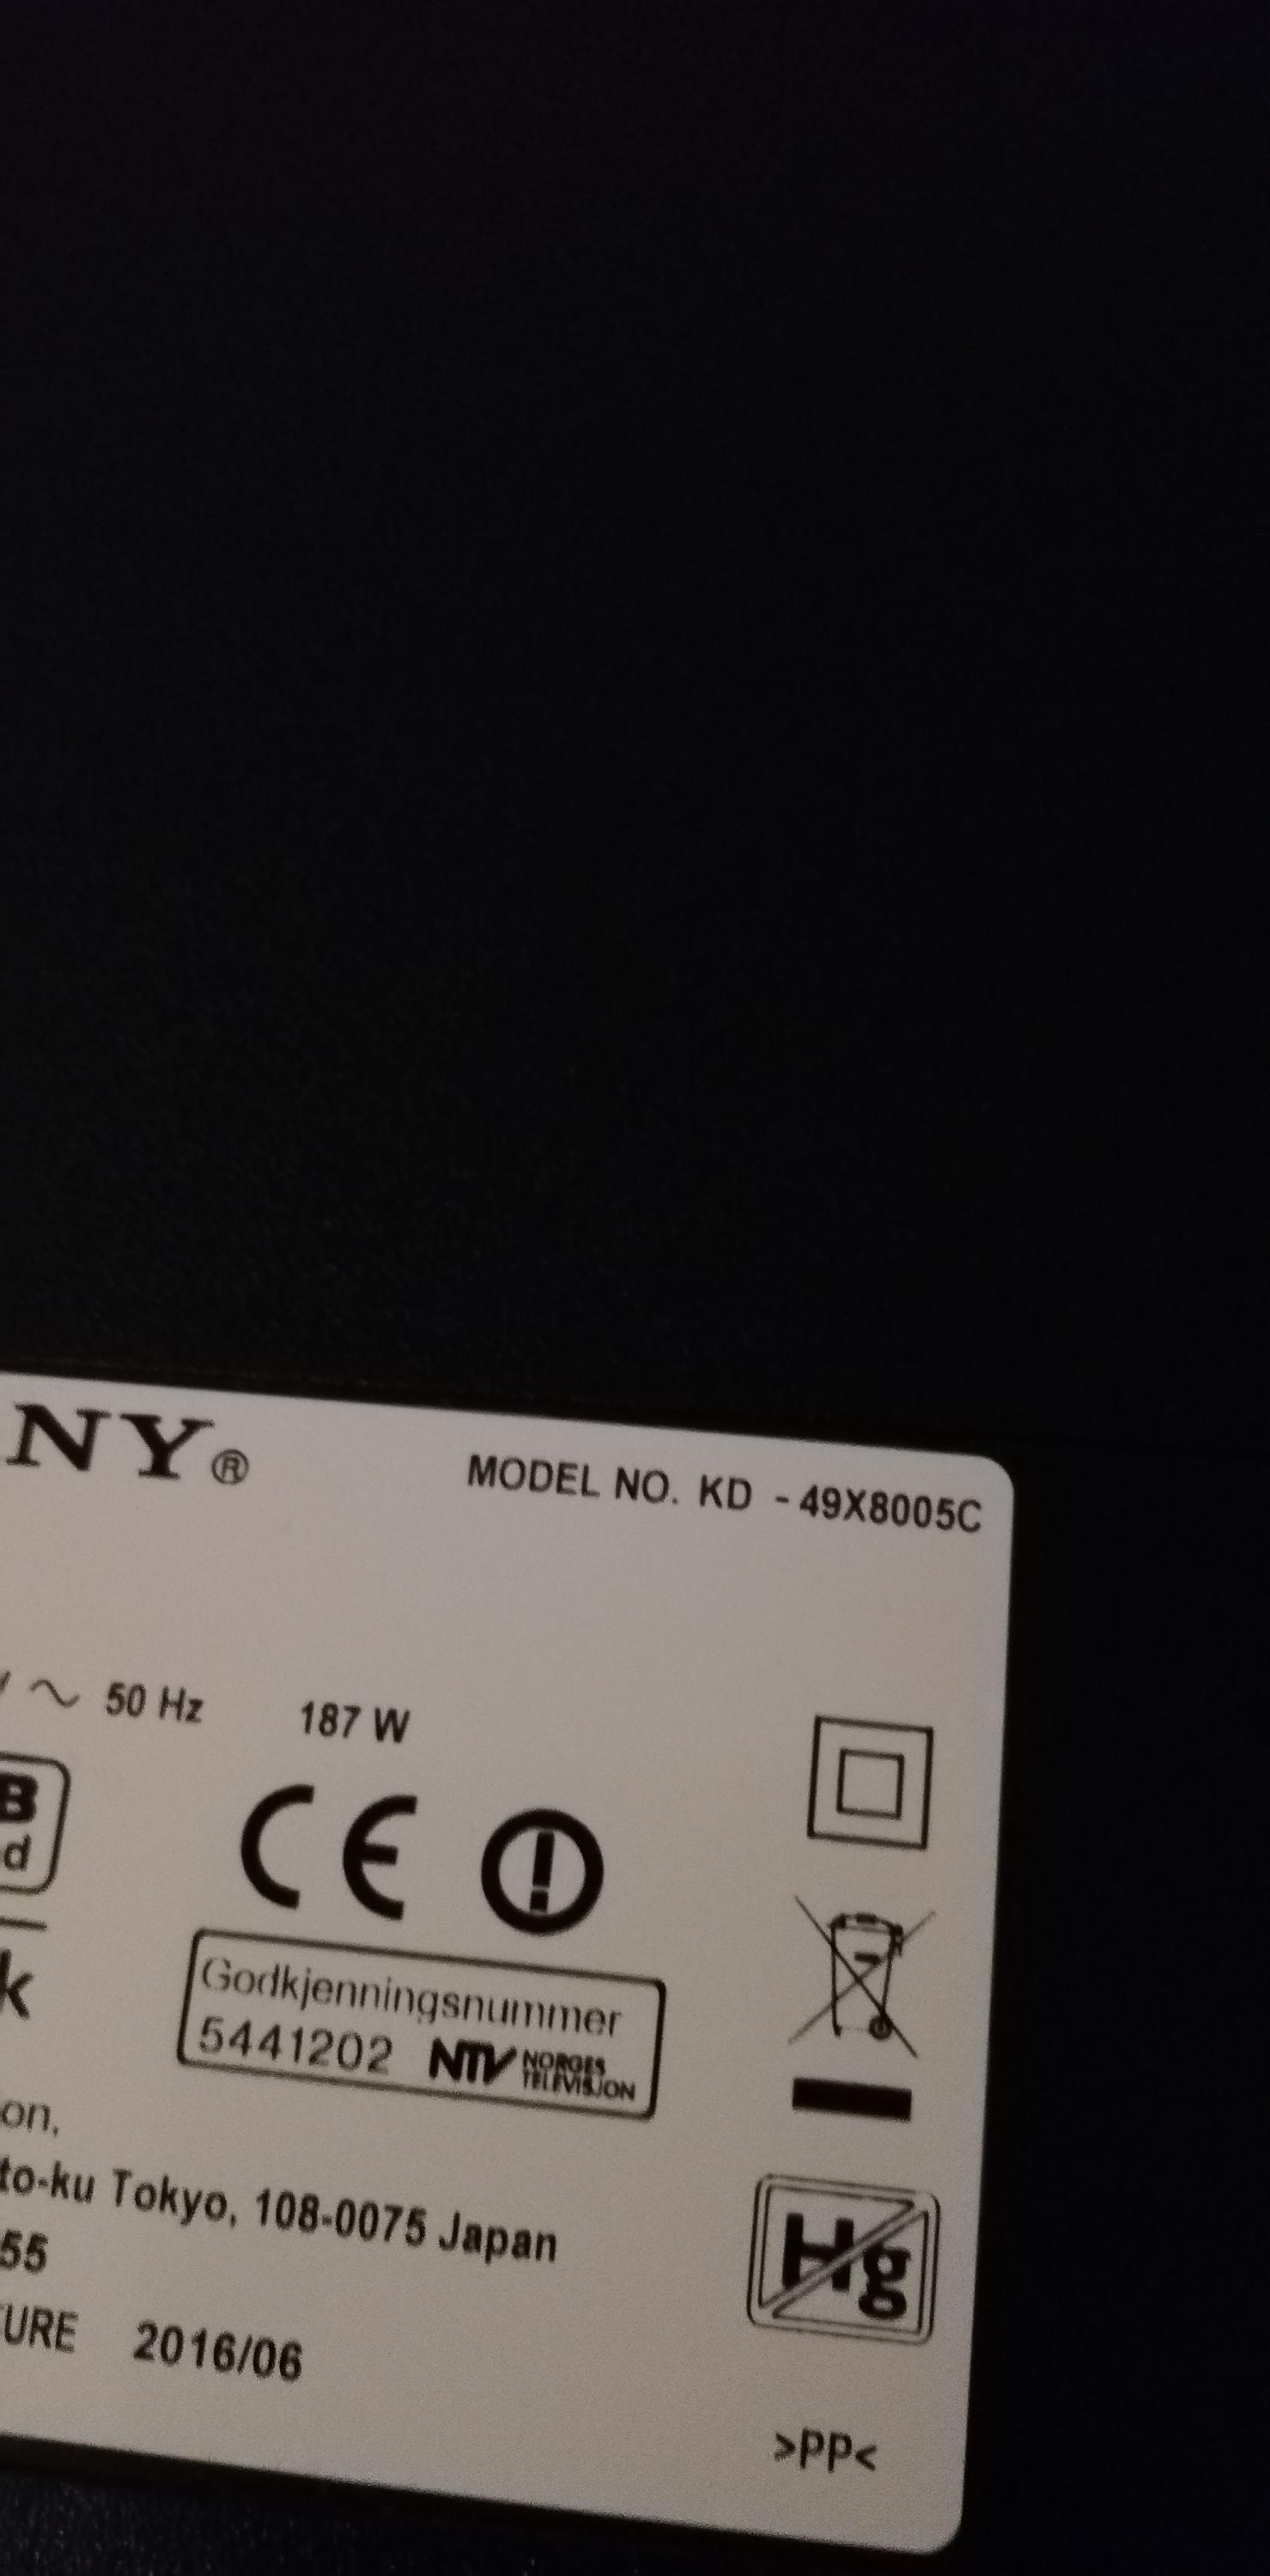 NY®
MODEL NO. KD - 49X8005C
50 Hz 187 W
B
d
CE
k
Godkjenningsnummer
5441202 NTV NORGES
TELEVISJON
on,
to-ku Tokyo, 108-0075 Japan
55
URE 2016/06
Hg
>PP<